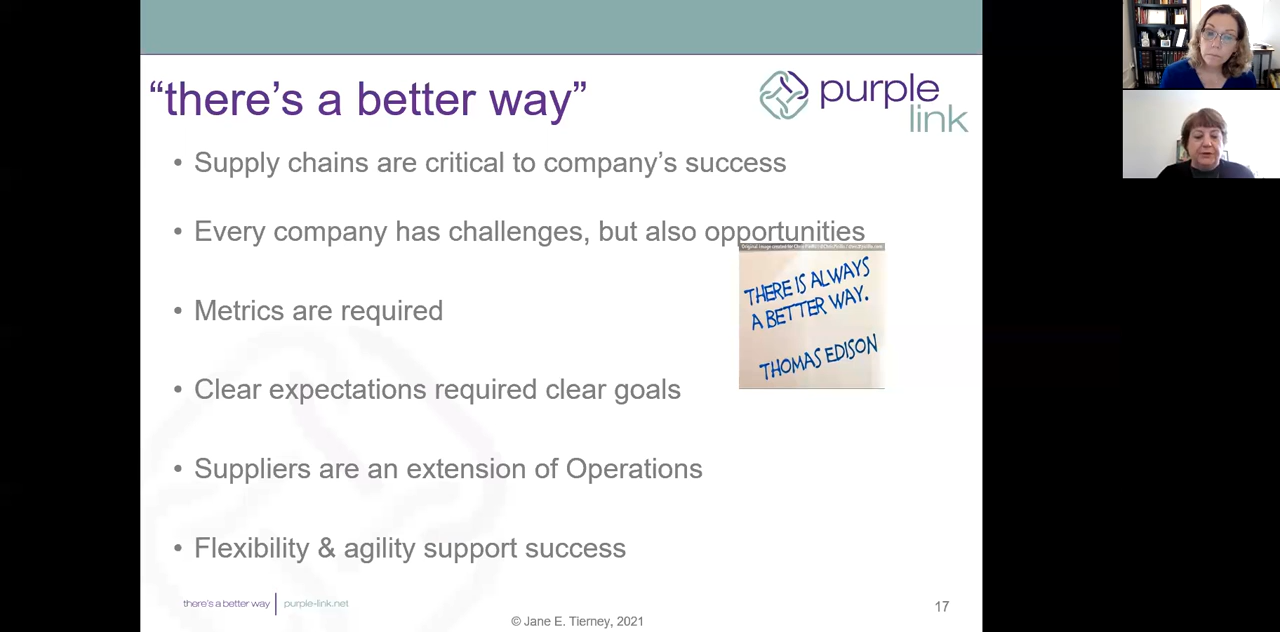 “there’s a better way”
purple
link
• Supply chains are critical to company’s success
• Every company has challenges, but also opportunities
THERE IS ALWAYS
A BETTER WAY.
THOMAS EDISON
• Metrics are required
• Clear expectations required clear goals
• Suppliers are an extension of Operations
• Flexibility & agility support success
there's a better way | purple-link.net
17
© Jane E. Tierney, 2021